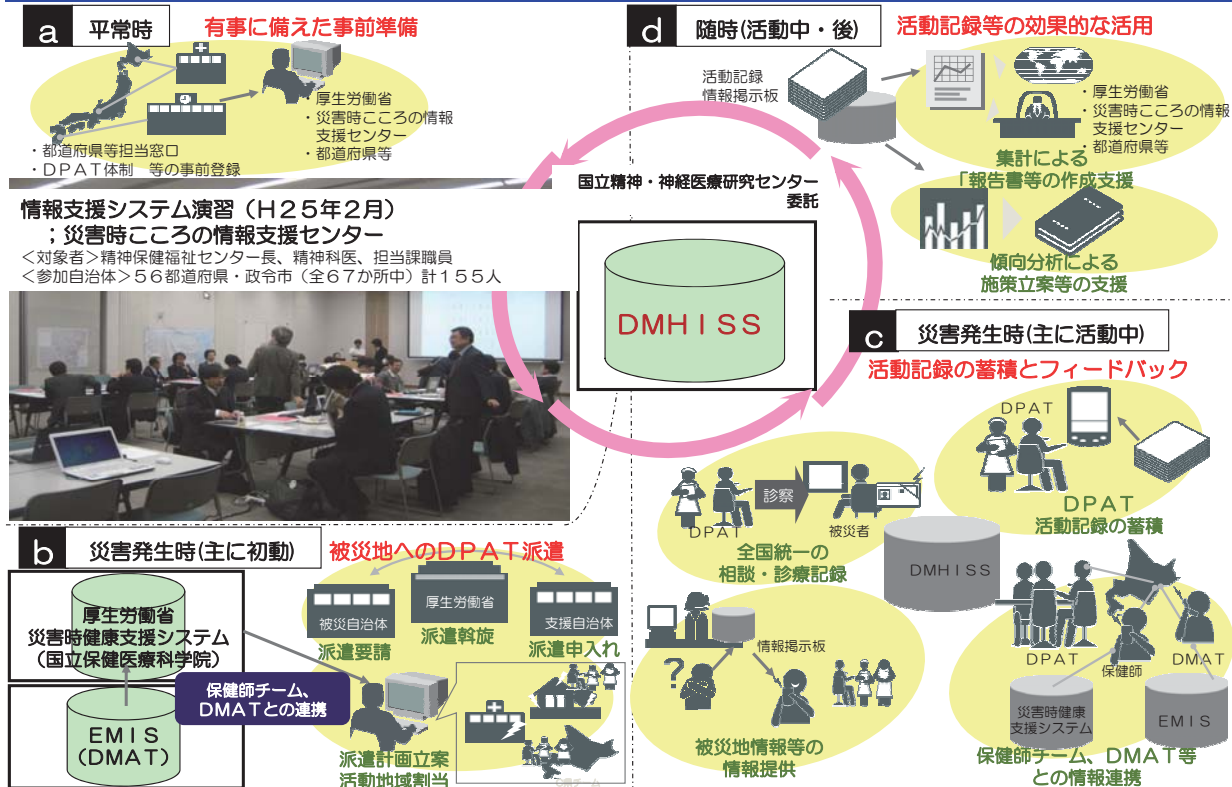 a 平常時
有事に備えた事前準備
・厚生労働省
・災害時こころの情報
支援センター
・都道府県等
・都道府県等担当窓口
・DPAT体制 等の事前登録
情報支援システム演習(H25年2月)
;災害時こころの情報支援センター
<対象者>精神保健福祉センター長、精神科医、担当課職員
<参加自治体>56都道府県・政令市(全67か所中)計155人
国立精神・神経医療研究センター
委託
DMHISS
d 随時(活動中・後)
活動記録等の効果的な活用
活動記録
情報掲示板
・厚生労働省
・災害時こころの情報
支援センター
・都道府県等
集計による
「報告書等の作成支援
傾向分析による
施策立案等の支援
c 災害発生時(主に活動中)
活動記録の蓄積とフィードバック
DPAT
DPAT
活動記録の蓄積
診察
DPAT
被災者
全国統一の
相談・診療記録
DMHISS
?
情報掲示板
被災地情報等の
情報提供
DPAT
保健師
DMAT
災害時健康
支援システム
EMIS
保健師チーム、DMAT等
との情報連携
b 災害発生時(主に初動)
被災地へのDPAT派遣
厚生労働省
災害時健康支援システム
(国立保健医療科学院)
保健師チーム、
DMATとの連携
EMIS
(DMAT)
被災自治体
厚生労働省
支援自治体
派遣要請
派遣斡旋
派遣申入れ
派遣計画立案
活動地域割当